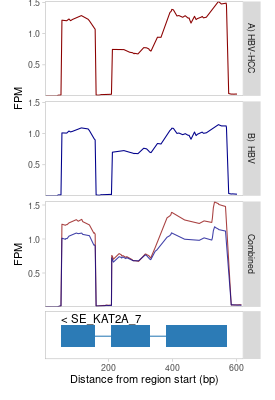 1.5
1.0
0.5
A) HBV-HCC
FPM
1.5
1.0
0.5
B) HBV
1.5
1.0
0.5
FPM
Combined
< SE_KAT2A_7
0
200
400
600
Distance from region start (bp)